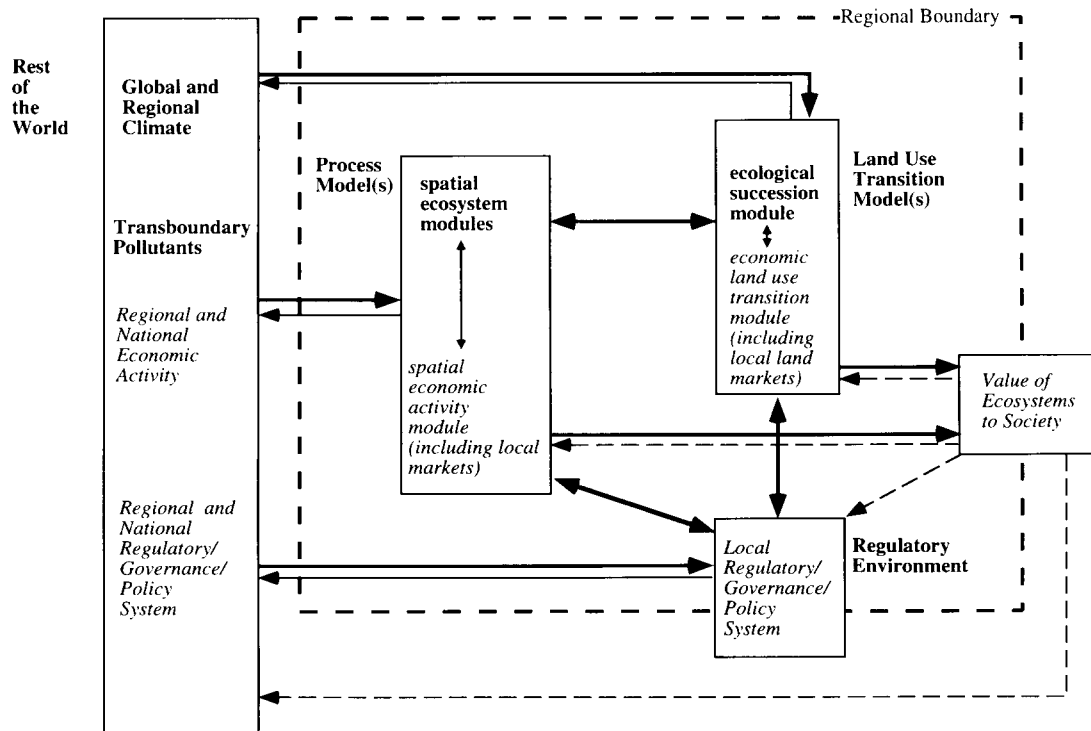 Regional Boundary
Rest
of
the
World
Global and
Regional
Climate
Transboundary
Pollutants
Regional and
National
Economic
Activity
Regional and
National
Regulatory/
Governance/
Policy
System
Process
Model(s)
spatial
ecosystem
modules
spatial
economic
activity
module
(including local
markets)
ecological
succession
module
economic
land use
transition
module
(including
local land
markets)
Land Use
Transition
Model(s)
Value of
Ecosystems
to Society
Local
Regulatory/
Governance/
Policy
System
Regulatory
Environment